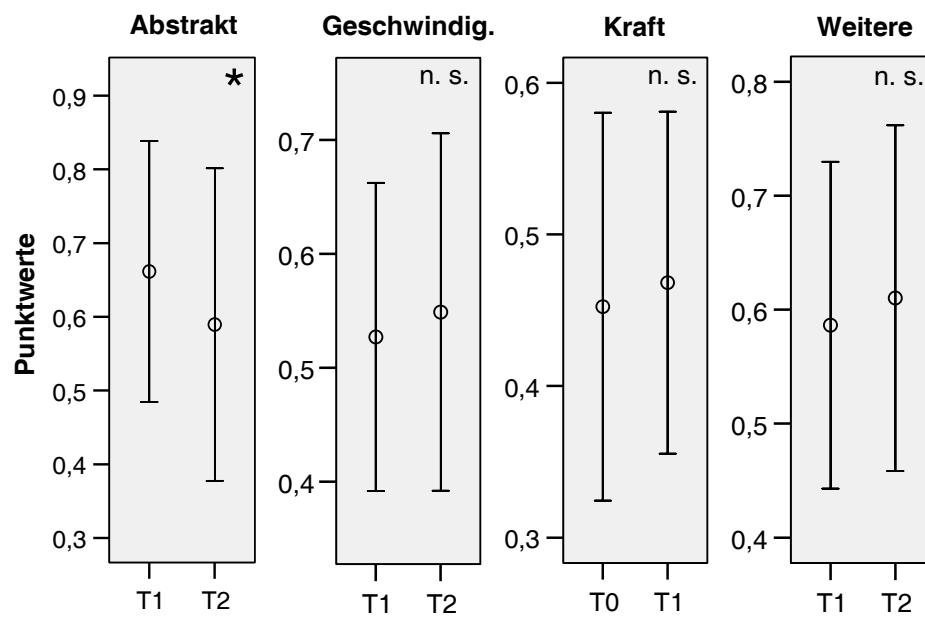 Abstrakt Geschwindig. Kraft Weitere
Punktwerte
*
0,9
0,8
0,7
0,6
0,5
0,4
0,3
T1 T2
n. s.
0,7
0,6
0,5
0,4
T1 T2
n. s.
0,6
0,5
0,4
0,3
T0 T1
n. s.
0,8
0,7
0,6
0,5
0,4
T1 T2